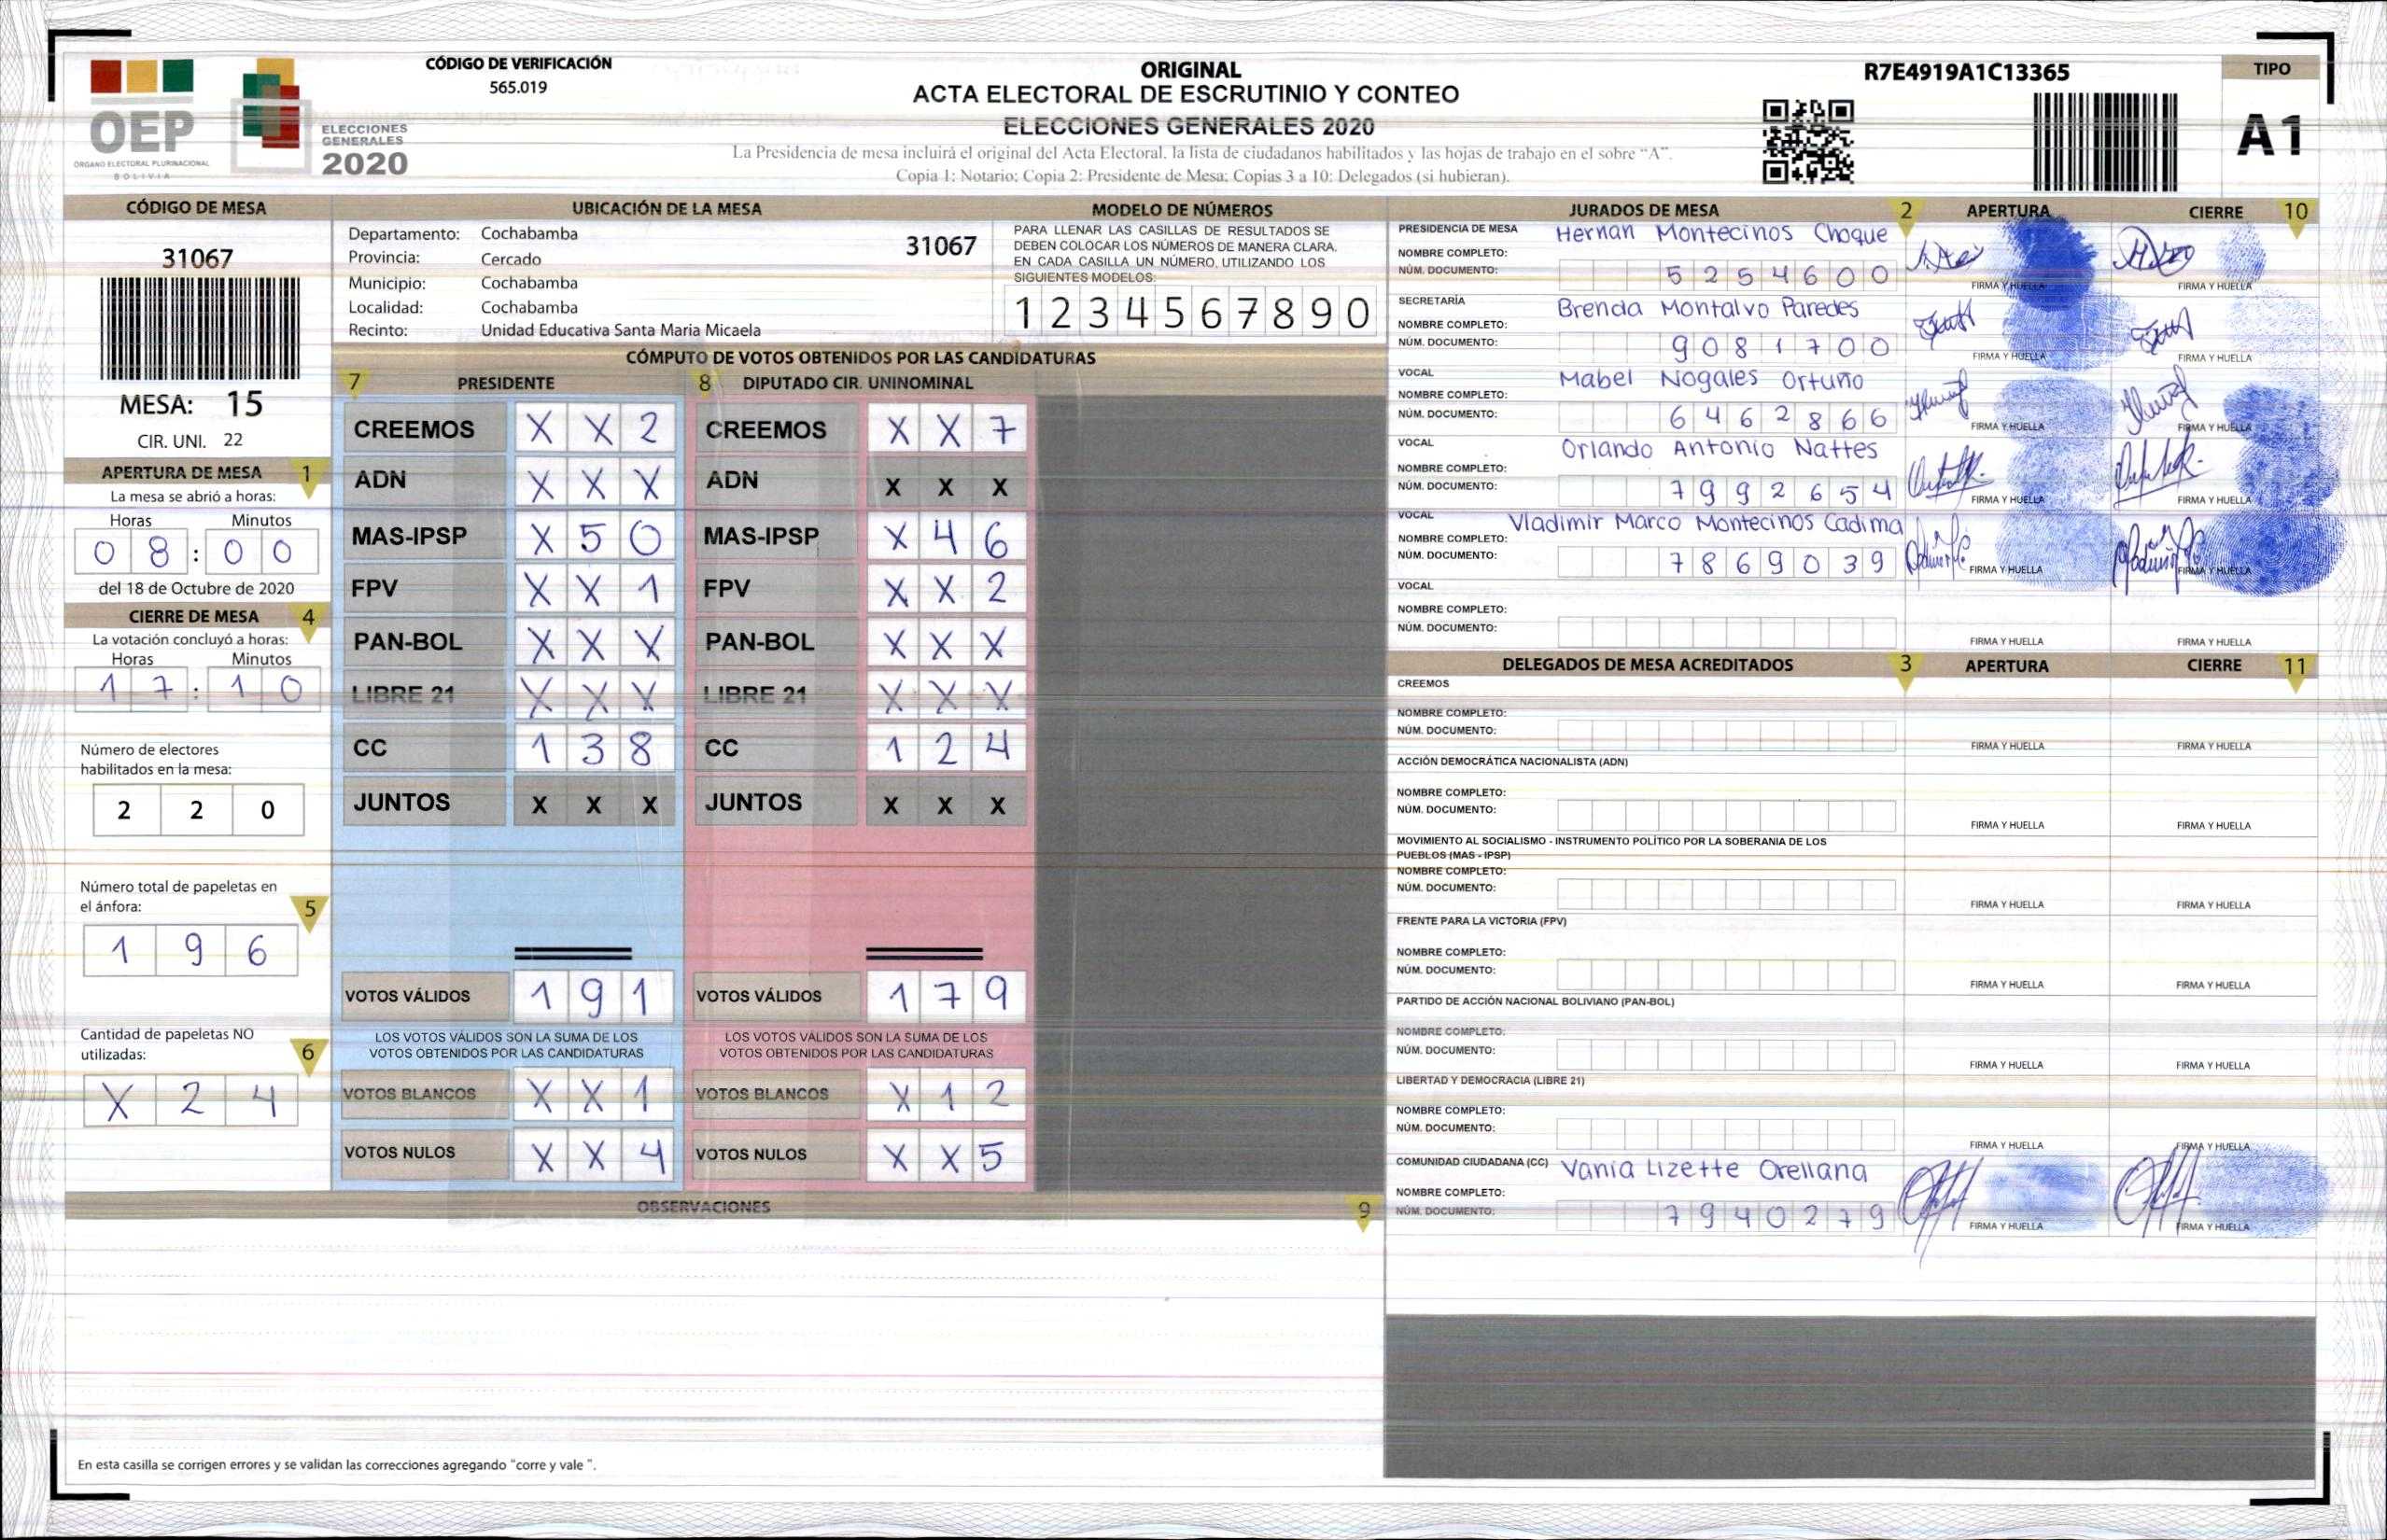 CÓDIGO DE VERIFICACIÓN
565.019
OEP
ÓRGANO ELECTORAL PLURINACIONAL
BOLIVIA
ELECCIONES
GENERALES
2020
ORIGINAL
ACTA ELECTORAL DE ESCRUTINIO Y CONTEO
ELECCIONES GENERALES 2020
La Presidencia de mesa incluirá el original del Acta Electoral, la lista de ciudadanos habilitados y las hojas de trabajo en el sobre "A".
Copia 1: Notario; Copia 2: Presidente de Mesa; Copias 3 a 10: Delegados (si hubieran).
R7E4919A1C13365
TIPO
A1
CÓDIGO DE MESA
31067
MESA: 15
CIR. UNI. 22
APERTURA DE MESA 1
La mesa se abrió a horas:
Horas Minutos
0 8 : 0 0
del 18 de Octubre de 2020
CIERRE DE MESA 4
La votación concluyó a horas:
Horas Minutos
1 7 : 1 0
Número de electores
habilitados en la mesa:
2 2 0
Número total de papeletas en
el ánfora: 5
1 9 6
Cantidad de papeletas NO
utilizadas: 6
X 2 4
UBICACIÓN DE LA MESA
Departamento: Cochabamba
Provincia: Cercado
Municipio: Cochabamba
Localidad: Cochabamba
Recinto: Unidad Educativa Santa Maria Micaela
31067
MODELO DE NÚMEROS
PARA LLENAR LAS CASILLAS DE RESULTADOS SE
DEBEN COLOCAR LOS NÚMEROS DE MANERA CLARA.
EN CADA CASILLA UN NÚMERO, UTILIZANDO LOS
SIGUIENTES MODELOS:
1 2 3 4 5 6 7 8 9 0
CÓMPUTO DE VOTOS OBTENIDOS POR LAS CANDIDATURAS
7 PRESIDENTE 8 DIPUTADO CIR. UNINOMINAL
CREEMOS X X 2 CREEMOS X X 7
ADN X X X ADN X X X
MAS-IPSP X 5 0 MAS-IPSP X 4 6
FPV X X 1 FPV X X 2
PAN-BOL X X X PAN-BOL X X X
LIBRE 21 X X X LIBRE 21 X X X
CC 1 3 8 CC 1 2 4
JUNTOS X X X JUNTOS X X X
VOTOS VÁLIDOS 1 9 1 VOTOS VÁLIDOS 1 7 9
LOS VOTOS VÁLIDOS SON LA SUMA DE LOS LOS VOTOS VÁLIDOS SON LA SUMA DE LOS
VOTOS OBTENIDOS POR LAS CANDIDATURAS VOTOS OBTENIDOS POR LAS CANDIDATURAS
VOTOS BLANCOS X X 1 VOTOS BLANCOS X 1 2
VOTOS NULOS X X 4 VOTOS NULOS X X 5
OBSERVACIONES 9
En esta casilla se corrigen errores y se validan las correcciones agregando "corre y vale ".
JURADOS DE MESA 2 APERTURA CIERRE 10
PRESIDENCIA DE MESA Hernan Montecinos Choque
NOMBRE COMPLETO:
NÚM. DOCUMENTO: 5 2 5 4 6 0 0
FIRMA Y HUELLA FIRMA Y HUELLA
SECRETARÍA Brenda Montalvo Paredes
NOMBRE COMPLETO:
NÚM. DOCUMENTO: 9 0 8 1 7 0 0
FIRMA Y HUELLA FIRMA Y HUELLA
VOCAL Mabel Nogales Ortuño
NOMBRE COMPLETO:
NÚM. DOCUMENTO: 6 4 6 2 8 6 6
FIRMA Y HUELLA FIRMA Y HUELLA
VOCAL Orlando Antonio Nattes
NOMBRE COMPLETO:
NÚM. DOCUMENTO: 7 9 9 2 6 5 4
FIRMA Y HUELLA FIRMA Y HUELLA
VOCAL Vladimir Marco Montecinos Cadima
NOMBRE COMPLETO:
NÚM. DOCUMENTO: 7 8 6 9 0 3 9
FIRMA Y HUELLA FIRMA Y HUELLA
VOCAL
NOMBRE COMPLETO:
NÚM. DOCUMENTO:
FIRMA Y HUELLA FIRMA Y HUELLA
DELEGADOS DE MESA ACREDITADOS 3 APERTURA CIERRE 11
CREEMOS
NOMBRE COMPLETO:
NÚM. DOCUMENTO:
FIRMA Y HUELLA FIRMA Y HUELLA
ACCIÓN DEMOCRÁTICA NACIONALISTA (ADN)
NOMBRE COMPLETO:
NÚM. DOCUMENTO:
FIRMA Y HUELLA FIRMA Y HUELLA
MOVIMIENTO AL SOCIALISMO - INSTRUMENTO POLÍTICO POR LA SOBERANIA DE LOS
PUEBLOS (MAS - IPSP)
NOMBRE COMPLETO:
NÚM. DOCUMENTO:
FIRMA Y HUELLA FIRMA Y HUELLA
FRENTE PARA LA VICTORIA (FPV)
NOMBRE COMPLETO:
NÚM. DOCUMENTO:
FIRMA Y HUELLA FIRMA Y HUELLA
PARTIDO DE ACCIÓN NACIONAL BOLIVIANO (PAN-BOL)
NOMBRE COMPLETO:
NÚM. DOCUMENTO:
FIRMA Y HUELLA FIRMA Y HUELLA
LIBERTAD Y DEMOCRACIA (LIBRE 21)
NOMBRE COMPLETO:
NÚM. DOCUMENTO:
FIRMA Y HUELLA FIRMA Y HUELLA
COMUNIDAD CIUDADANA (CC) Vania Lizette Orellana
NOMBRE COMPLETO:
NÚM. DOCUMENTO: 7 9 4 0 2 7 9
FIRMA Y HUELLA FIRMA Y HUELLA